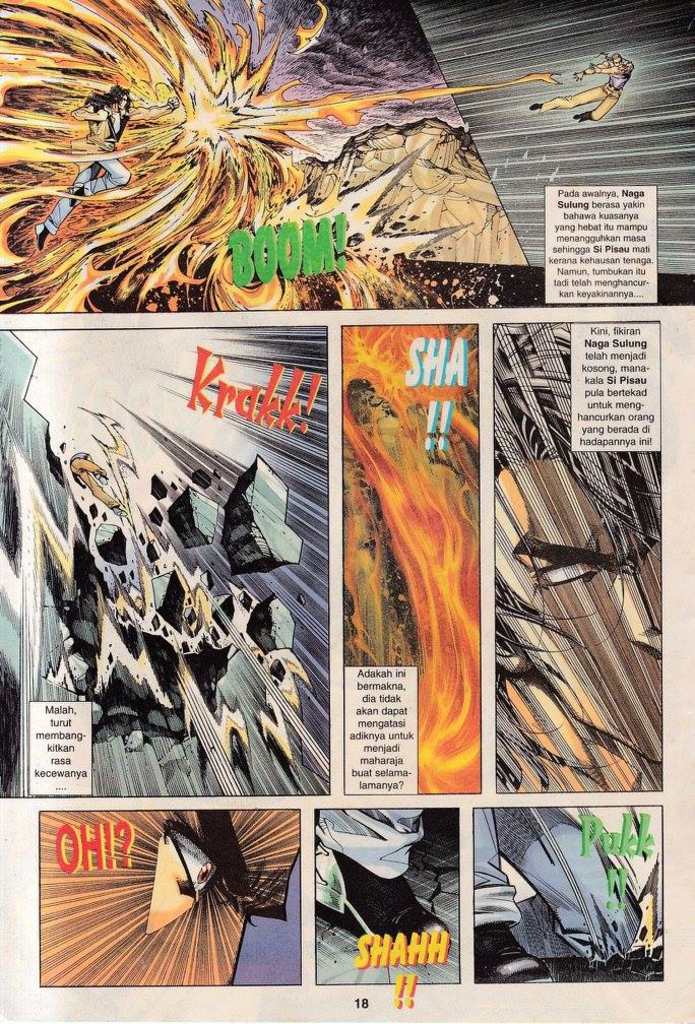 BOOM!
Pada awalnya, Naga
Sulung berasa yakin
bahawa kuasanya
yang hebat itu mampu
menangguhkan masa
sehingga Si Pisau mati
kerana kehausan tenaga.
Namun, tumbukan itu
tadi telah menghancur-
kan keyakinannya....
Krakk!
Malah,
turut
membang-
kitkan
rasa
kecewanya
....
SHA
!!
Adakah ini
bermakna,
dia tidak
akan dapat
mengatasi
adiknya untuk
menjadi
maharaja
buat selama-
lamanya?
Kini, fikiran
Naga Sulung
telah menjadi
kosong, mana-
kala Si Pisau
pula bertekad
untuk meng-
hancurkan orang
yang berada di
hadapannya ini!
OH!?
SHAHH
!!
Pukk
!!
18